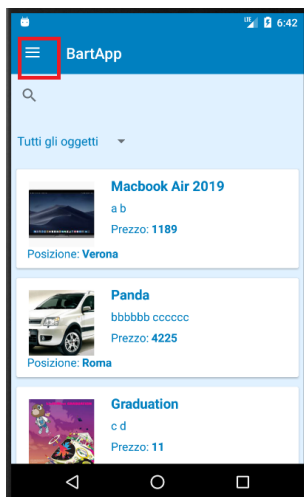 LTE 6:42
BartApp
Tutti gli oggetti
Macbook Air 2019
a b
Prezzo: 1189
Posizione: Verona
Panda
bbbbbb cccccc
Prezzo: 4225
Posizione: Roma
Graduation
c d
Prezzo: 11